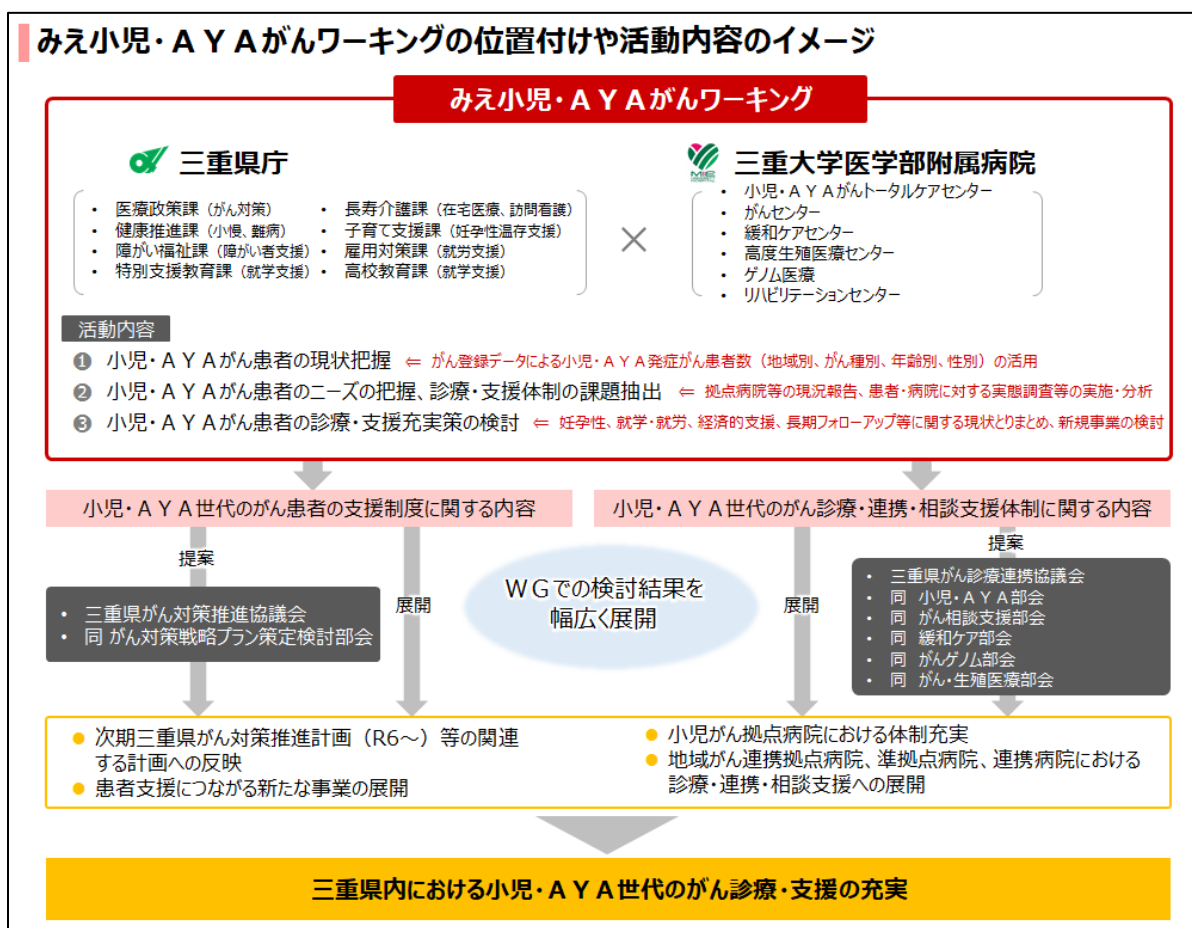 みえ小児・ＡＹＡがんワーキングの位置付けや活動内容のイメージ
みえ小児・ＡＹＡがんワーキング
三重県庁
・ 医療政策課（がん対策）
・ 健康推進課（小慢、難病）
・ 障がい福祉課（障がい者支援）
・ 特別支援教育課（就学支援）
・ 長寿介護課（在宅医療、訪問看護）
・ 子育て支援課（妊孕性温存支援）
・ 雇用対策課（就労支援）
・ 高校教育課（就学支援）
×
三重大学医学部附属病院
・ 小児・ＡＹＡがんトータルケアセンター
・ がんセンター
・ 緩和ケアセンター
・ 高度生殖医療センター
・ ゲノム医療
・ リハビリテーションセンター
活動内容
❶ 小児・ＡＹＡがん患者の現状把握 ⇐ がん登録データによる小児・ＡＹＡ発症がん患者数（地域別、がん種別、年齢別、性別）の活用
❷ 小児・ＡＹＡがん患者のニーズの把握、診療・支援体制の課題抽出 ⇐ 拠点病院等の現況報告、患者・病院に対する実態調査等の実施・分析
❸ 小児・ＡＹＡがん患者の診療・支援充実策の検討 ⇐ 妊孕性、就学・就労、経済的支援、長期フォローアップ等に関する現状とりまとめ、新規事業の検討
小児・ＡＹＡ世代のがん患者の支援制度に関する内容
小児・ＡＹＡ世代のがん診療・連携・相談支援体制に関する内容
提案
・ 三重県がん対策推進協議会
・ 同 がん対策戦略プラン策定検討部会
展開
ＷＧでの検討結果を
幅広く展開
展開
提案
・ 三重県がん診療連携協議会
・ 同 小児・ＡＹＡ部会
・ 同 がん相談支援部会
・ 同 緩和ケア部会
・ 同 がんゲノム部会
・ 同 がん・生殖医療部会
● 次期三重県がん対策推進計画（R6～）等の関連
する計画への反映
● 患者支援につながる新たな事業の展開
● 小児がん拠点病院における体制充実
● 地域がん連携拠点病院、準拠点病院、連携病院における
診療・連携・相談支援への展開
三重県内における小児・ＡＹＡ世代のがん診療・支援の充実